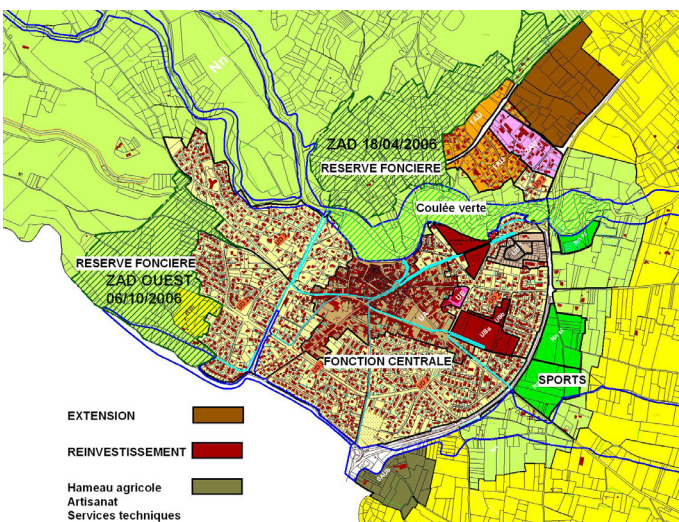 Nn
ZAD 18/04/2006
RESERVE FONCIERE
Coulée verte
RESERVE FONCIERE
ZAD OUEST
06/10/2006
UBa
FONCTION CENTRALE
SPORTS
EXTENSION
REINVESTISSEMENT
Hameau agricole
Artisanat
Services techniques